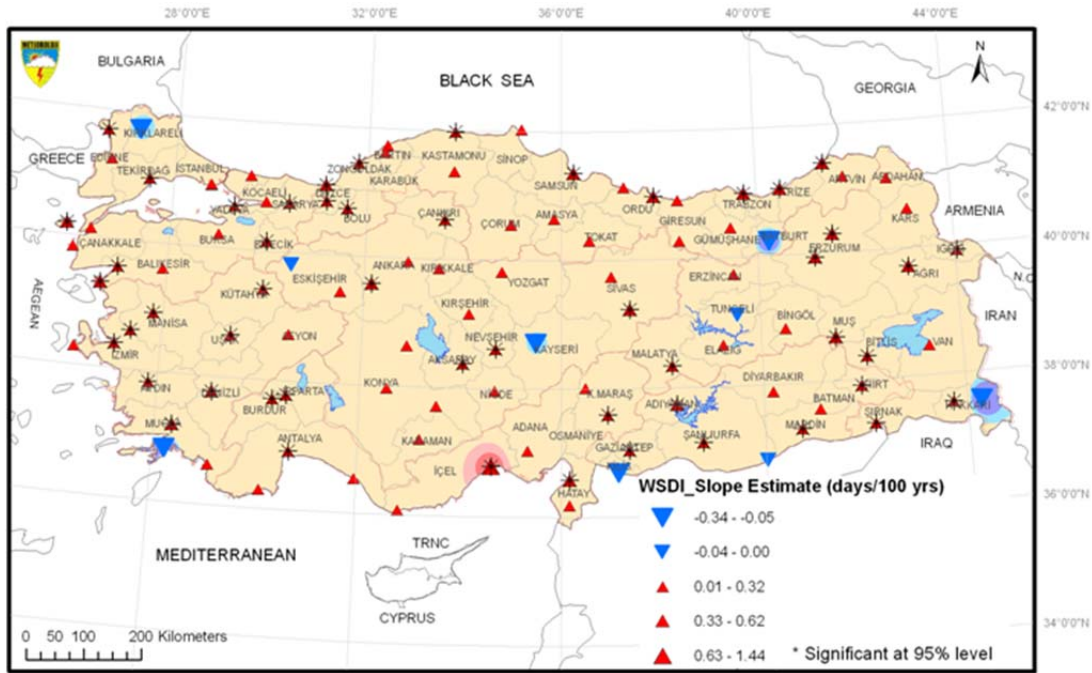 28°0'0"E 32°0'0"E 36°0'0"E 40°0'0"E 44°0'0"E
METEOROLOJİ
BULGARIA
BLACK SEA
GEORGIA
N
42°0'0"N
KIRKLARELİ
GREECE
EDİRNE
TEKİRDAĞ
İSTANBUL
KOCAELİ
YALOVA
SAKARYA
DÜZCE
ZONGULDAK
BARTIN
KARABÜK
KASTAMONU
SİNOP
BOLU
ÇANKIRI
SAMSUN
ÇORUM
AMASYA
ORDU
TOKAT
GİRESUN
TRABZON
GÜMÜŞHANE
RİZE
ARTVİN
ARDAHAN
KARS
ARMENIA
40°0'0"N
ERZURUM
IĞDIR
AĞRI
N.C
ÇANAKKALE
BALIKESİR
BURSA
BİLECİK
ESKİŞEHİR
ANKARA
KIRIKKALE
YOZGAT
SİVAS
ERZİNCAN
AEGEAN
KÜTAHYA
KIRŞEHİR
TUNCELİ
BİNGÖL
MUŞ
IRAN
MANİSA
UŞAK
AFYON
NEVŞEHİR
KAYSERİ
ELAZIĞ
BİTLİS
VAN
İZMİR
AKSARAY
MALATYA
38°0'0"N
KONYA
NİĞDE
K.MARAŞ
DİYARBAKIR
SİİRT
AYDIN
DENİZLİ
ISPARTA
BURDUR
ADIYAMAN
BATMAN
HAKKARİ
MUĞLA
ANTALYA
KARAMAN
ADANA
OSMANİYE
GAZİANTEP
ŞANLIURFA
MARDİN
ŞIRNAK
İÇEL
IRAQ
HATAY
36°0'0"N
MEDITERRANEAN
TRNC
CYPRUS
WSDI_Slope Estimate (days/100 yrs)
-0.34 - -0.05
-0.04 - 0.00
0.01 - 0.32
0.33 - 0.62
0.63 - 1.44
* Significant at 95% level
34°0'0"N
0 50 100 200 Kilometers